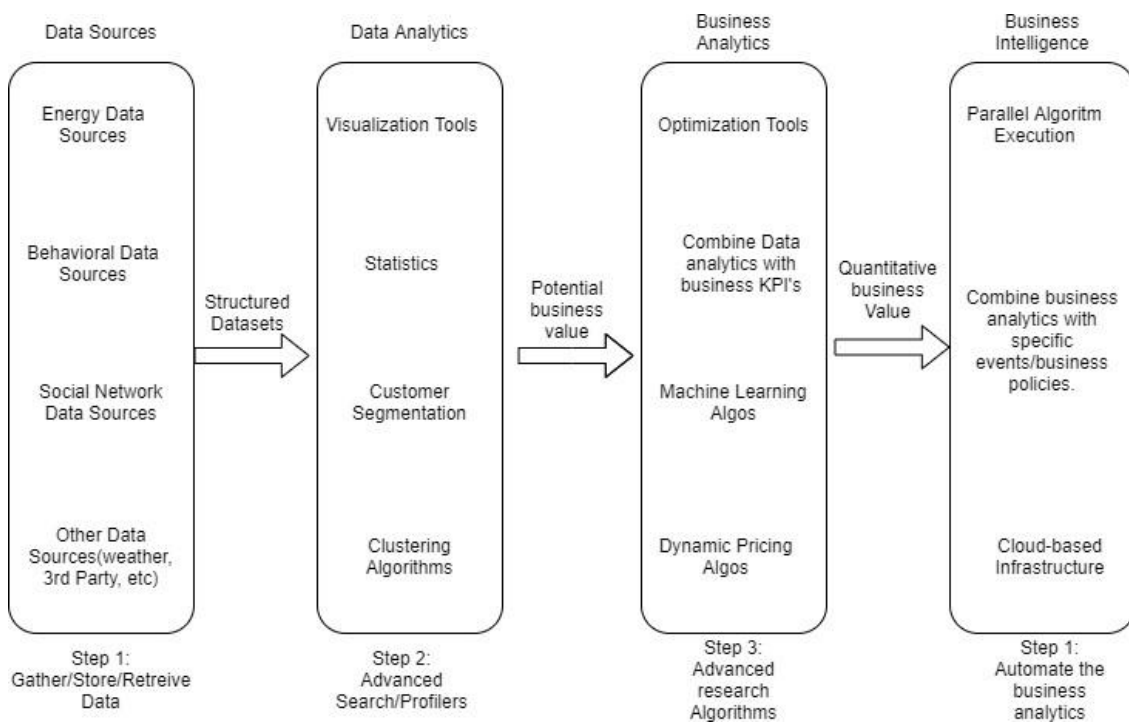 Data Sources
Energy Data
Sources
Behavioral Data
Sources
Social Network
Data Sources
Other Data
Sources(weather,
3rd Party, etc)
Step 1:
Gather/Store/Retreive
Data
Structured
Datasets
Data Analytics
Visualization Tools
Statistics
Customer
Segmentation
Clustering
Algorithms
Step 2:
Advanced
Search/Profilers
Potential
business
value
Business
Analytics
Optimization Tools
Combine Data
analytics with
business KPI's
Machine Learning
Algos
Dynamic Pricing
Algos
Step 3:
Advanced
research
Algorithms
Quantitative
business
Value
Business
Intelligence
Parallel Algoritm
Execution
Combine business
analytics with
specific
events/business
policies.
Cloud-based
Infrastructure
Step 1:
Automate the
business
analytics